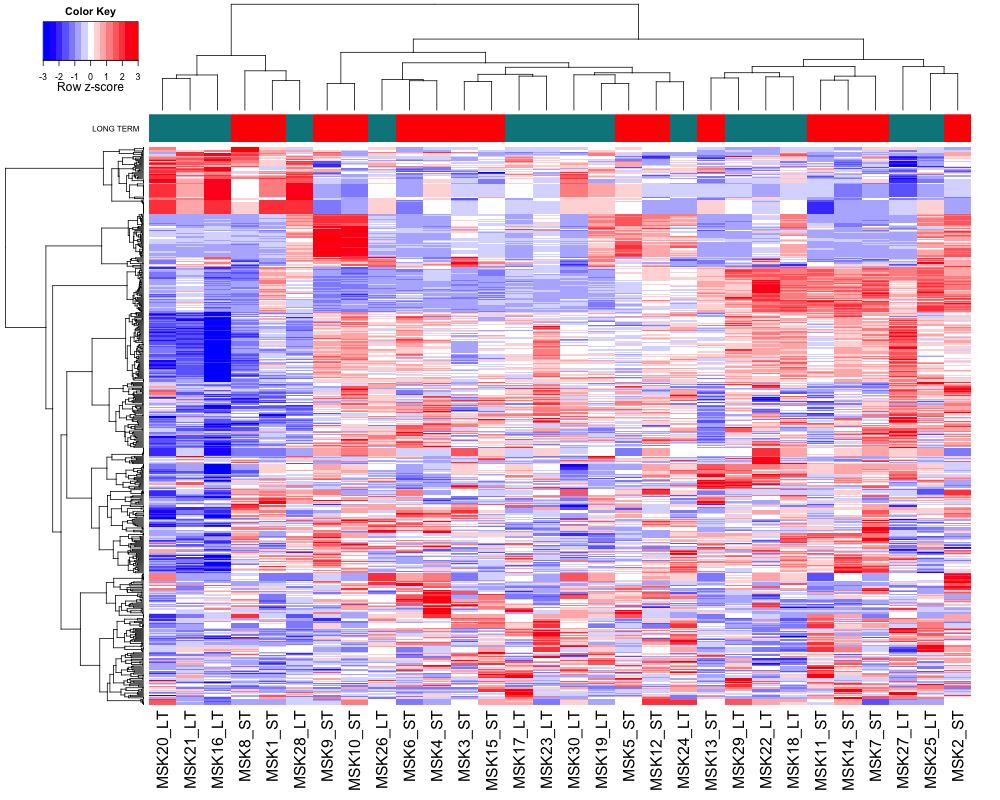 Color Key
-3 -2 -1 0 1 2 3
Row z-score
LONG TERM
MSK20_LT
MSK21_LT
MSK16_LT
MSK8_ST
MSK1_ST
MSK28_LT
MSK9_ST
MSK10_ST
MSK26_LT
MSK6_ST
MSK4_ST
MSK3_ST
MSK15_ST
MSK17_LT
MSK23_LT
MSK30_LT
MSK19_LT
MSK5_ST
MSK12_ST
MSK24_LT
MSK13_ST
MSK29_LT
MSK22_LT
MSK18_LT
MSK11_ST
MSK14_ST
MSK7_ST
MSK27_LT
MSK25_LT
MSK2_ST